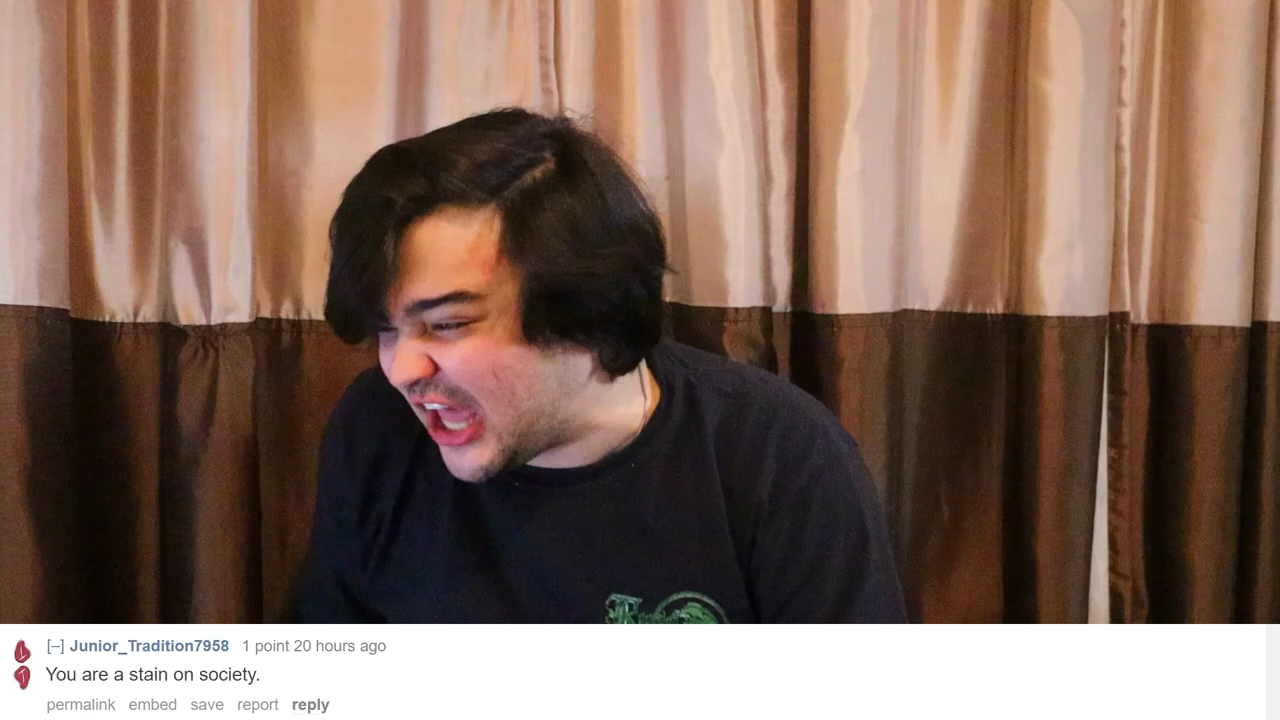 [–] Junior_Tradition7958 1 point 20 hours ago
You are a stain on society.
permalink embed save report reply